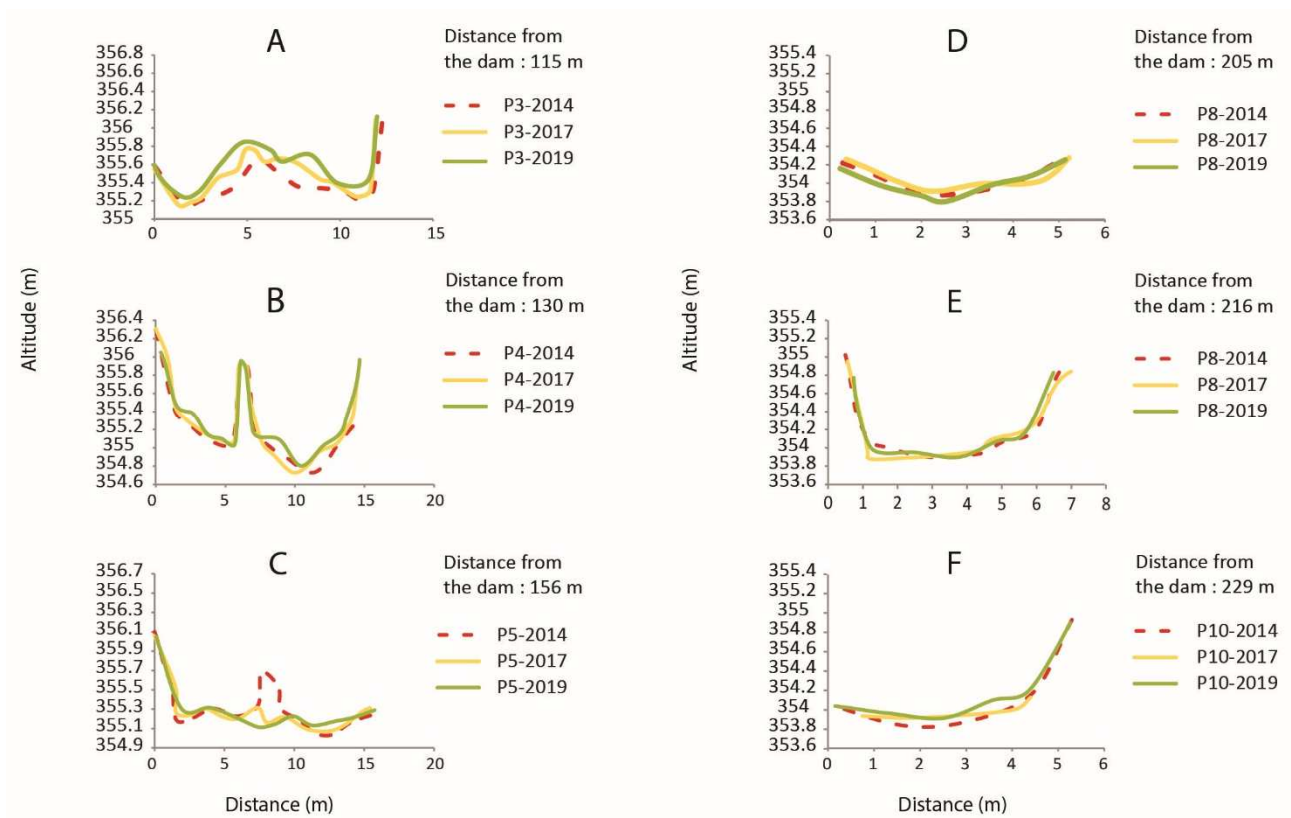 A
Distance from
the dam : 115 m
356.8
356.6
356.4
356.2
356
355.8
355.6
355.4
355.2
355
0
5
10
15
P3-2014
P3-2017
P3-2019
B
Distance from
the dam : 130 m
356.4
356.2
356
355.8
355.6
355.4
355.2
355
354.8
354.6
0
5
10
15
20
P4-2014
P4-2017
P4-2019
C
Distance from
the dam : 156 m
356.7
356.5
356.3
356.1
355.9
355.7
355.5
355.3
355.1
354.9
0
5
10
15
20
P5-2014
P5-2017
P5-2019
Altitude (m)
Distance (m)
D
Distance from
the dam : 205 m
355.4
355.2
355
354.8
354.6
354.4
354.2
354
353.8
353.6
0
1
2
3
4
5
6
P8-2014
P8-2017
P8-2019
E
Distance from
the dam : 216 m
355.4
355.2
355
354.8
354.6
354.4
354.2
354
353.8
353.6
0
1
2
3
4
5
6
7
8
P8-2014
P8-2017
P8-2019
F
Distance from
the dam : 229 m
355.4
355.2
355
354.8
354.6
354.4
354.2
354
353.8
353.6
0
1
2
3
4
5
6
P10-2014
P10-2017
P10-2019
Altitude (m)
Distance (m)